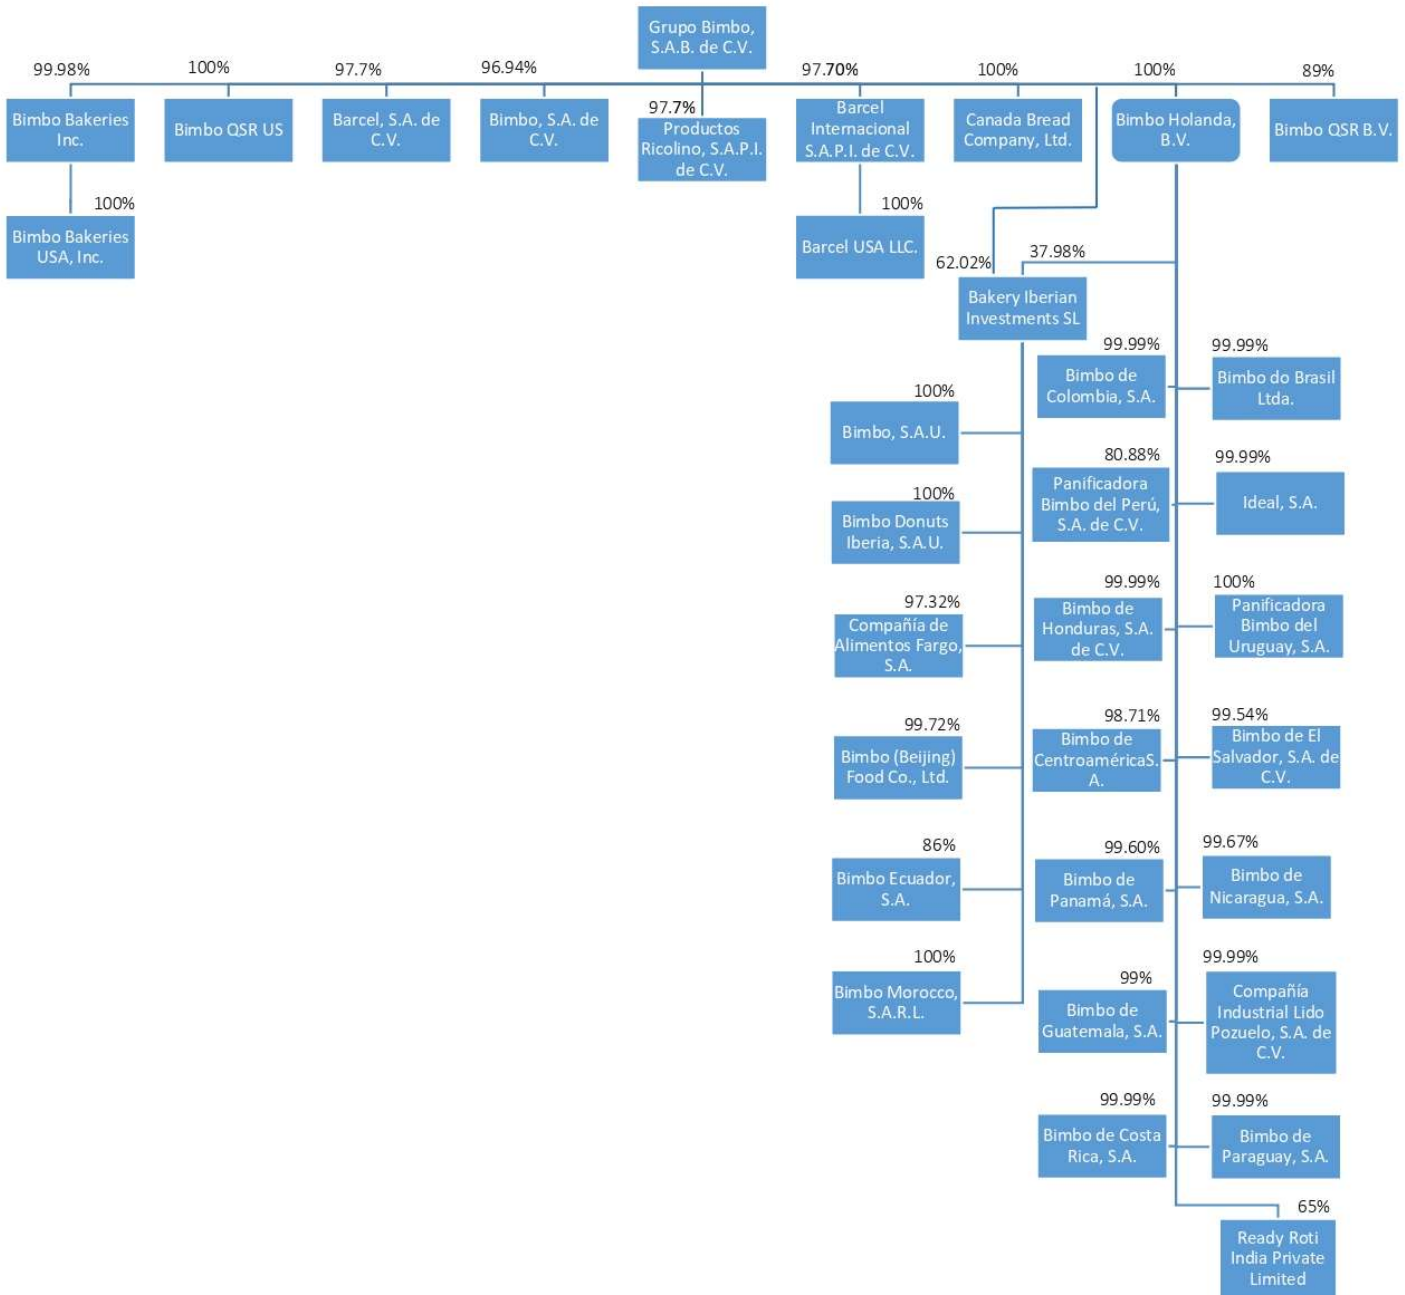 Grupo Bimbo,
S.A.B. de C.V.
99.98%
100%
97.7%
96.94%
97.7%
97.70%
100%
100%
89%
Bimbo Bakeries
Inc.
Bimbo QSR US
Barcel, S.A. de
C.V.
Bimbo, S.A. de
C.V.
Productos
Ricolino, S.A.P.I.
de C.V.
Barcel
Internacional
S.A.P.I. de C.V.
Canada Bread
Company, Ltd.
Bimbo Holanda,
B.V.
Bimbo QSR B.V.
100%
Bimbo Bakeries
USA, Inc.
100%
Barcel USA LLC.
62.02%
37.98%
Bakery Iberian
Investments SL
100%
Bimbo, S.A.U.
100%
Bimbo Donuts
Iberia, S.A.U.
97.32%
Compañía de
Alimentos Fargo,
S.A.
99.72%
Bimbo (Beijing)
Food Co., Ltd.
86%
Bimbo Ecuador,
S.A.
100%
Bimbo Morocco,
S.A.R.L.
99.99%
Bimbo de
Colombia, S.A.
99.99%
Bimbo do Brasil
Ltda.
80.88%
Panificadora
Bimbo del Perú,
S.A. de C.V.
99.99%
Ideal, S.A.
99.99%
Bimbo de
Honduras, S.A.
de C.V.
100%
Panificadora
Bimbo del
Uruguay, S.A.
98.71%
Bimbo de
CentroaméricaS.
A.
99.54%
Bimbo de El
Salvador, S.A. de
C.V.
99.60%
Bimbo de
Panamá, S.A.
99.67%
Bimbo de
Nicaragua, S.A.
99%
Bimbo de
Guatemala, S.A.
99.99%
Compañía
Industrial Lido
Pozuelo, S.A. de
C.V.
99.99%
Bimbo de Costa
Rica, S.A.
99.99%
Bimbo de
Paraguay, S.A.
65%
Ready Roti
India Private
Limited